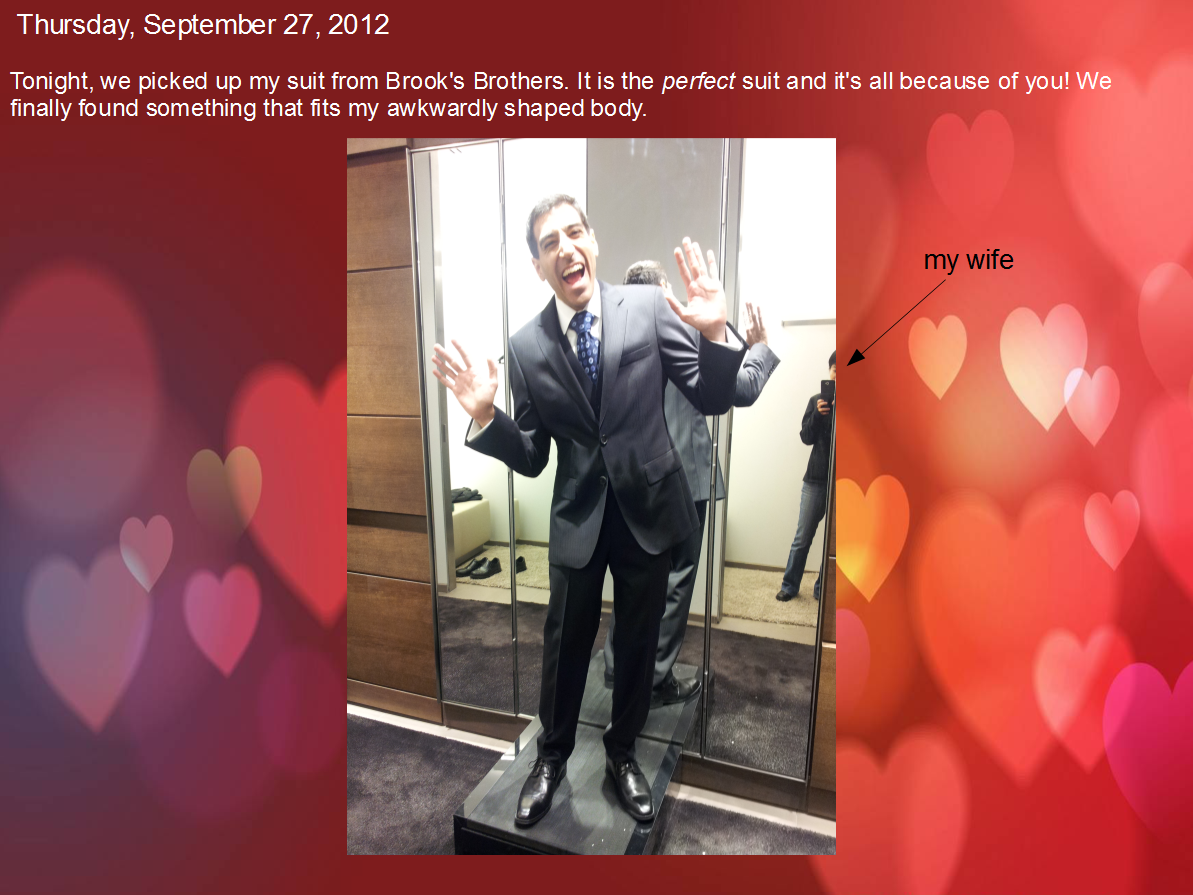 Thursday, September 27, 2012
Tonight, we picked up my suit from Brook's Brothers. It is the perfect suit and it's all because of you! We
finally found something that fits my awkwardly shaped body.
my wife